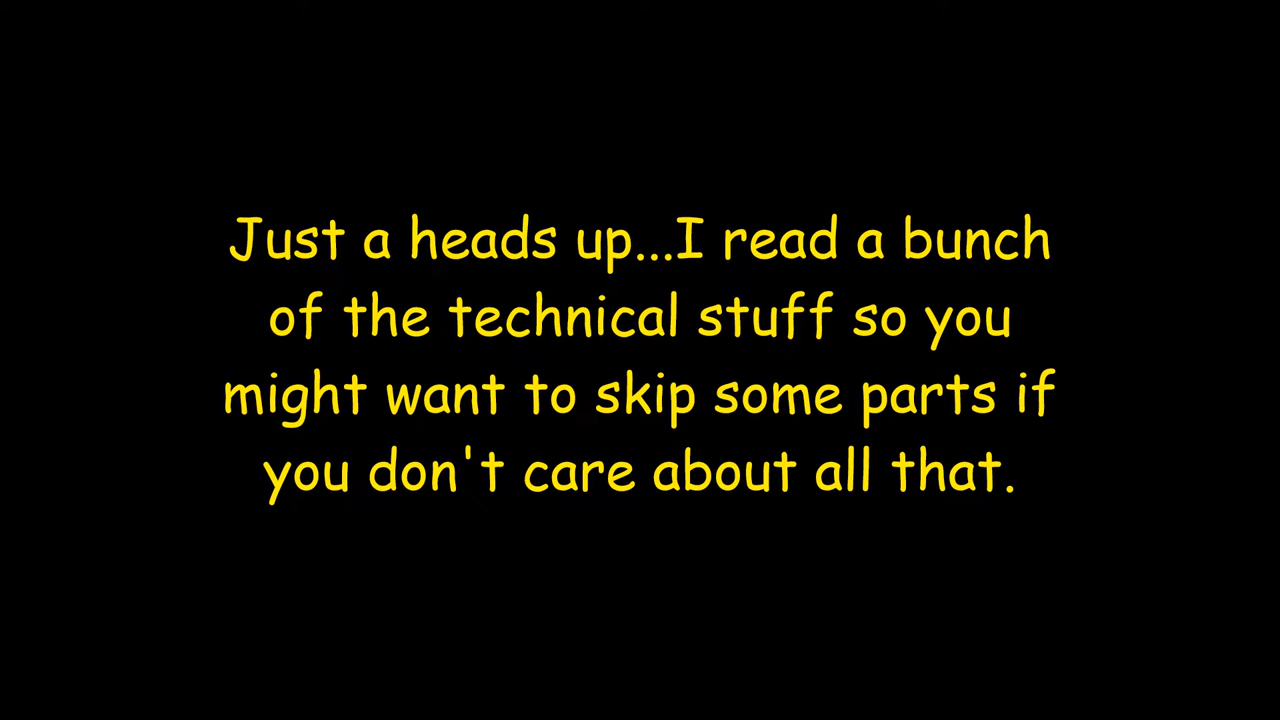 Just a heads up...I read a bunch
of the technical stuff so you
might want to skip some parts if
you don't care about all that.